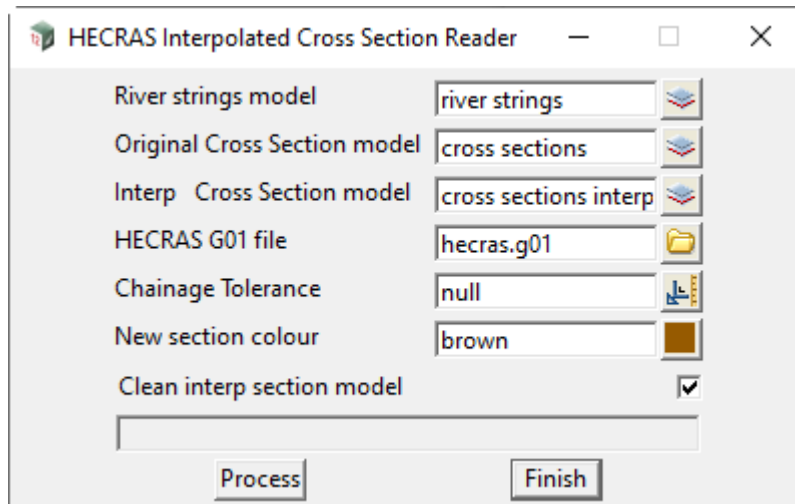 HECRAS Interpolated Cross Section Reader
River strings model river strings
Original Cross Section model cross sections
Interp Cross Section model cross sections interp
HECRAS G01 file hecras.g01
Chainage Tolerance null
New section colour brown
Clean interp section model
Process Finish